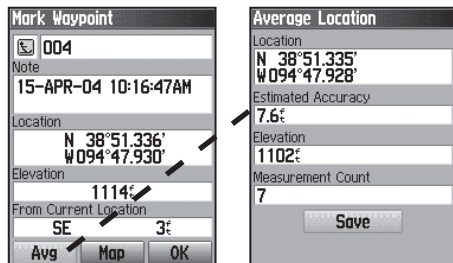 Mark Waypoint
004
Note
15-APR-04 10:16:47AM
Location
N 38°51.336'
W094°47.930'
Elevation
1114ft
From Current Location
SE 3ft
Avg Map OK
Average Location
Location
N 38°51.335'
W094°47.928'
Estimated Accuracy
7.6ft
Elevation
1102ft
Measurement Count
7
Save